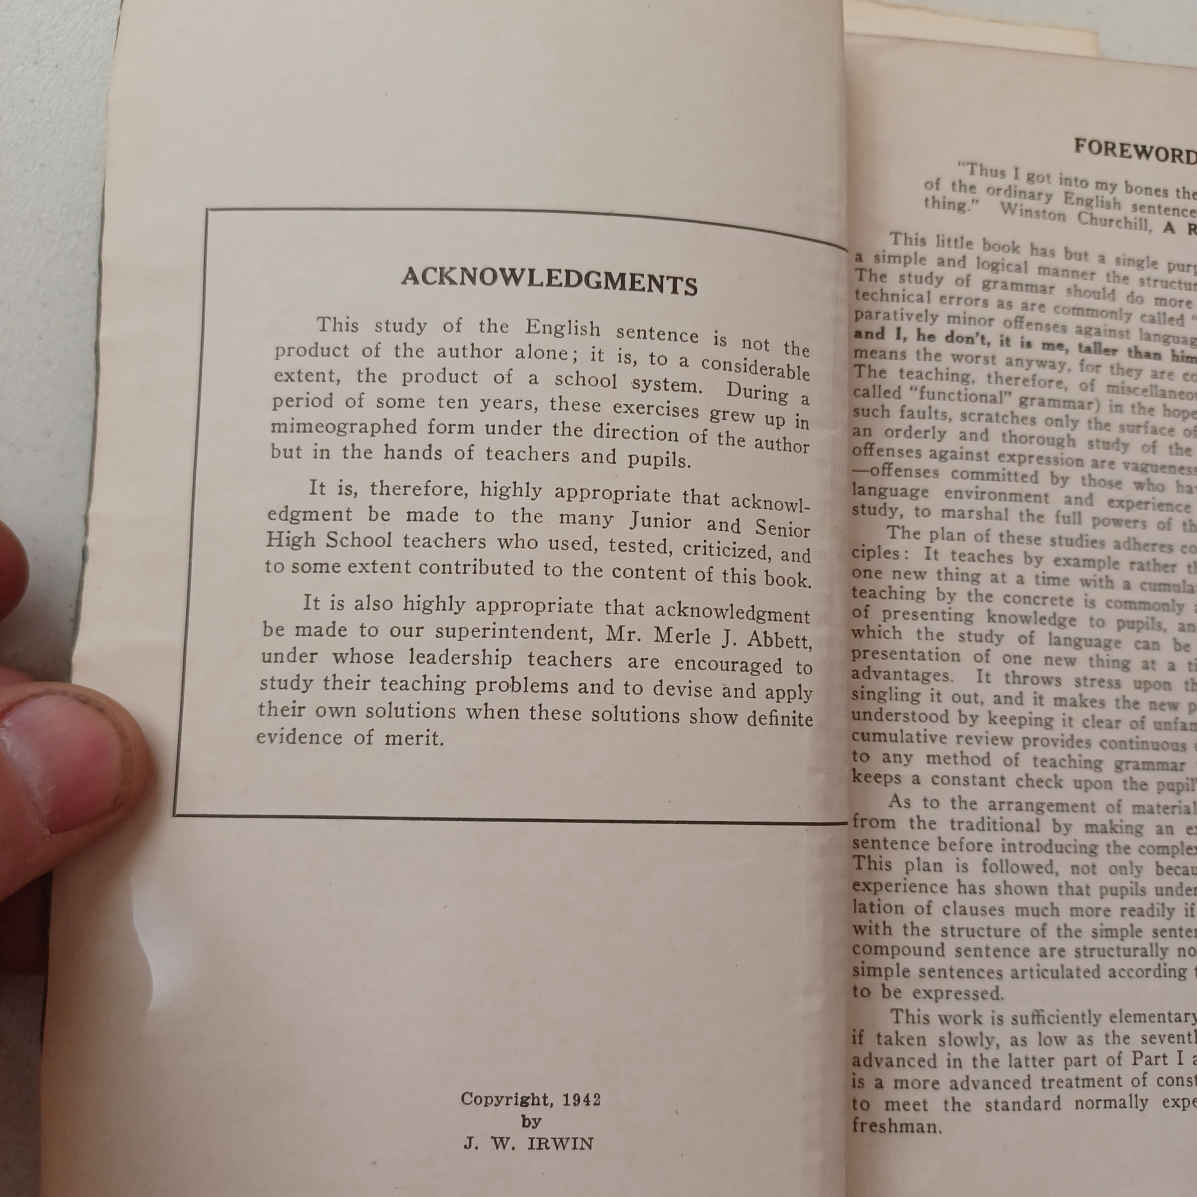 ACKNOWLEDGMENTS
This study of the English sentence is not the
product of the author alone; it is, to a considerable
extent, the product of a school system. During a
period of some ten years, these exercises grew up in
mimeographed form under the direction of the author
but in the hands of teachers and pupils.
It is, therefore, highly appropriate that acknowl-
edgment be made to the many Junior and Senior
High School teachers who used, tested, criticized, and
to some extent contributed to the content of this book.
It is also highly appropriate that acknowledgment
be made to our superintendent, Mr. Merle J. Abbett,
under whose leadership teachers are encouraged to
study their teaching problems and to devise and apply
their own solutions when these solutions show definite
evidence of merit.
Copyright, 1942
by
J. W. IRWIN
FOREWORD
"Thus I got into my bones the
of the ordinary English sentence
thing." Winston Churchill, A R
This little book has but a single
a simple and logical manner the
The study of grammar should do more
technical errors as are commonly called "
paratively minor offenses against
and I, he don't, it is me, taller than him
means the worst anyway, for they are
The teaching, therefore, of
called "functional" grammar) in the hope
such faults, scratches only the surface of
an orderly and thorough study of the
offenses against expression are vagueness
—offenses committed by those who
language environment and experience
study, to marshal the full powers of
The plan of these studies adheres
ciples: It teaches by example rather
one new thing at a time with a
teaching by the concrete is commonly
of presenting knowledge to pupils,
which the study of language can be
presentation of one new thing at a
advantages. It throws stress upon
singling it out, and it makes the new
understood by keeping it clear of
cumulative review provides continuous
to any method of teaching grammar
keeps a constant check upon the
As to the arrangement of material
from the traditional by making an
sentence before introducing the
This plan is followed, not only
experience has shown that pupils
lation of clauses much more readily if
with the structure of the simple
compound sentence are structurally
simple sentences articulated according
to be expressed.
This work is sufficiently elementary
if taken slowly, as low as the
advanced in the latter part of Part I
is a more advanced treatment of
to meet the standard normally
freshman.